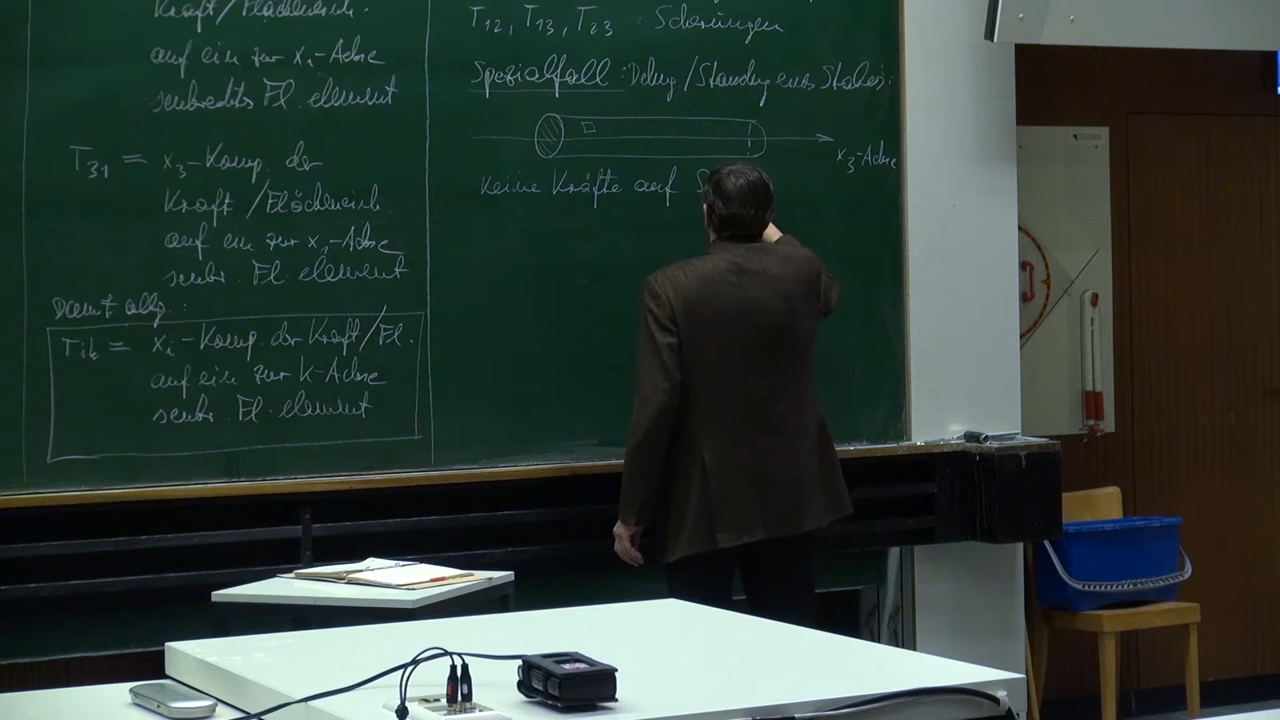 Kraft/Flächeneinh.
auf ein zur x₁-Achse
senkrechtes Fl. element
T₃₁ = x₃-Komp. der
Kraft/Flächeneinh.
auf ein zur x₁-Achse
senkr. Fl. element
Damit allg.:
Tᵢₖ = xᵢ-Komp. der Kraft/Fl.
auf ein zur k-Achse
senkr. Fl. element
T₁₂, T₁₃, T₂₃ : Scherungen
Spezialfall: Dehng/Stauchg eines Stabes:
x₃-Achse
Keine Kräfte auf